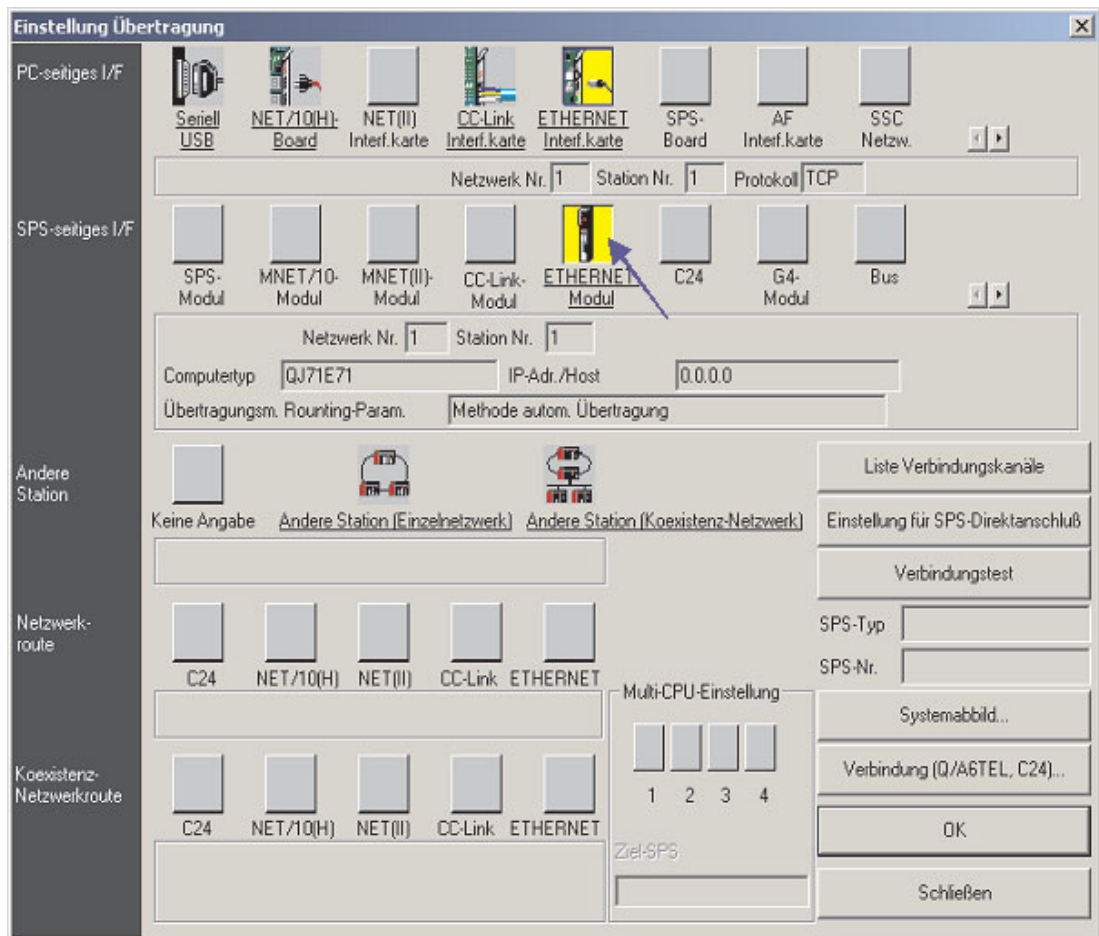 Einstellung Übertragung
PC-seitiges I/F
Seriell USB
NET/10(H)- Board
NET(II) Interf.karte
CC-Link Interf.karte
ETHERNET Interf.karte
SPS- Board
AF Interf.karte
SSC Netzw.
Netzwerk Nr. 1 Station Nr. 1 Protokoll TCP
SPS-seitiges I/F
SPS- Modul
MNET/10- Modul
MNET(II)- Modul
CC-Link- Modul
ETHERNET Modul
C24
G4- Modul
Bus
Netzwerk Nr. 1 Station Nr. 1
Computertyp QJ71E71 IP-Adr./Host 0.0.0.0
Übertragungsm. Rounting-Param. Methode autom. Übertragung
Andere Station
Keine Angabe
Andere Station (Einzelnetzwerk)
Andere Station (Koexistenz-Netzwerk)
Liste Verbindungskanäle
Einstellung für SPS-Direktanschluß
Verbindungstest
SPS-Typ
SPS-Nr.
Netzwerk- route
C24 NET/10(H) NET(II) CC-Link ETHERNET
Multi-CPU-Einstellung
1 2 3 4
Ziel-SPS
Systemabbild...
Verbindung (Q/A6TEL, C24)...
Koexistenz- Netzwerkroute
C24 NET/10(H) NET(II) CC-Link ETHERNET
OK
Schließen